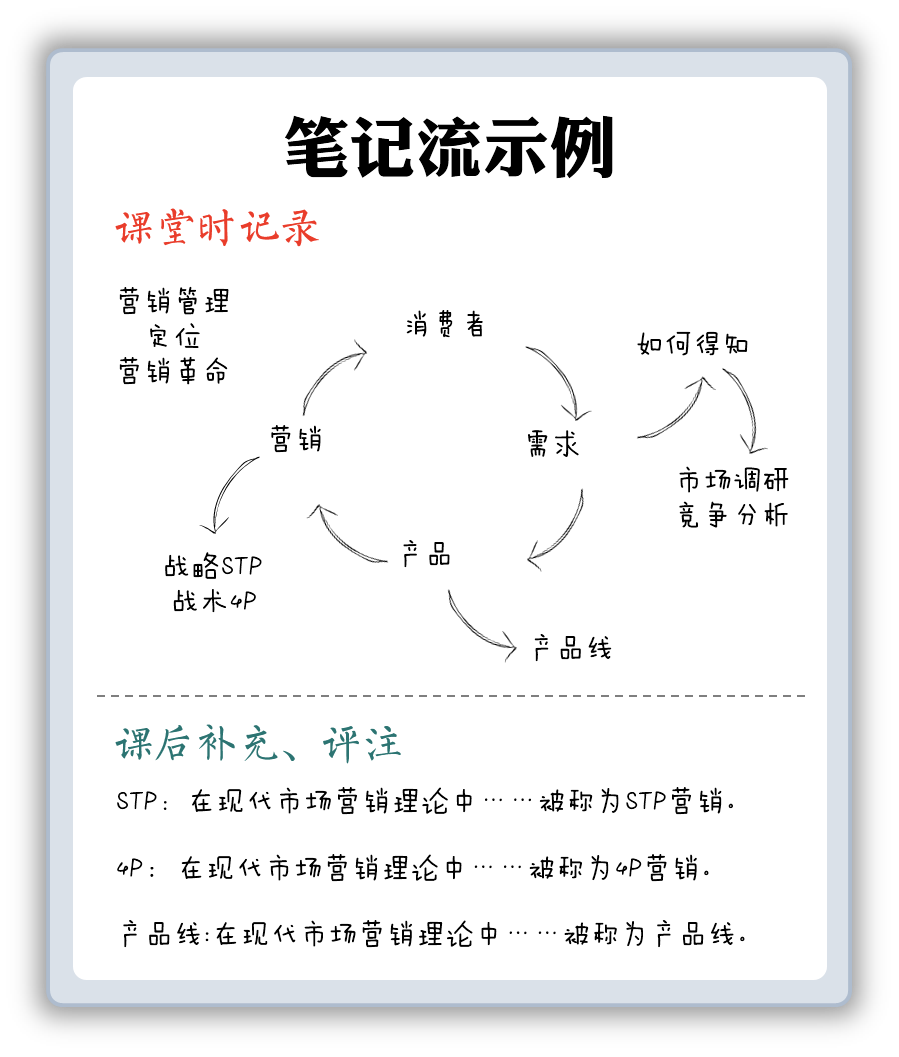 笔记流示例
课堂时记录
营销管理
定位
营销革命
消费者
如何得知
营销
需求
市场调研
竞争分析
产品
战略STP
战术4P
产品线
课后补充、评注
STP：在现代市场营销理论中……被称为STP营销。
4P：在现代市场营销理论中……被称为4P营销。
产品线:在现代市场营销理论中……被称为产品线。